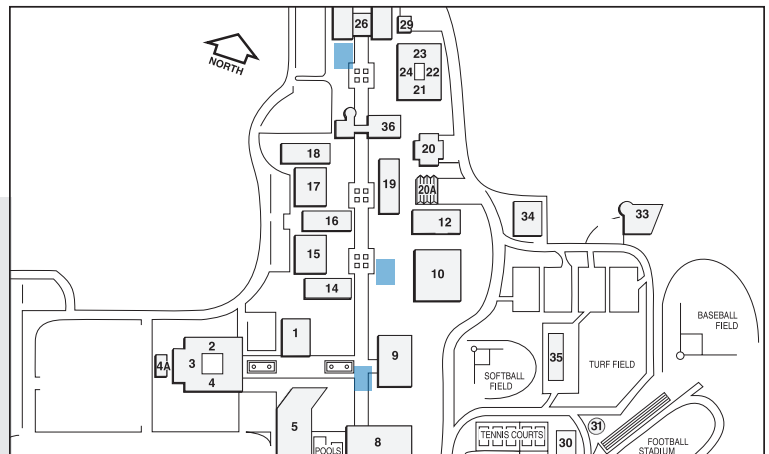 26
29
NORTH
23
24
22
21
36
18
20
17
19
20A
16
12
34
33
15
10
14
1
BASEBALL
FIELD
2
3
4A
4
9
35
TURF FIELD
SOFTBALL
FIELD
5
8
POOLS
TENNIS COURTS
30
31
FOOTBALL
STADIUM